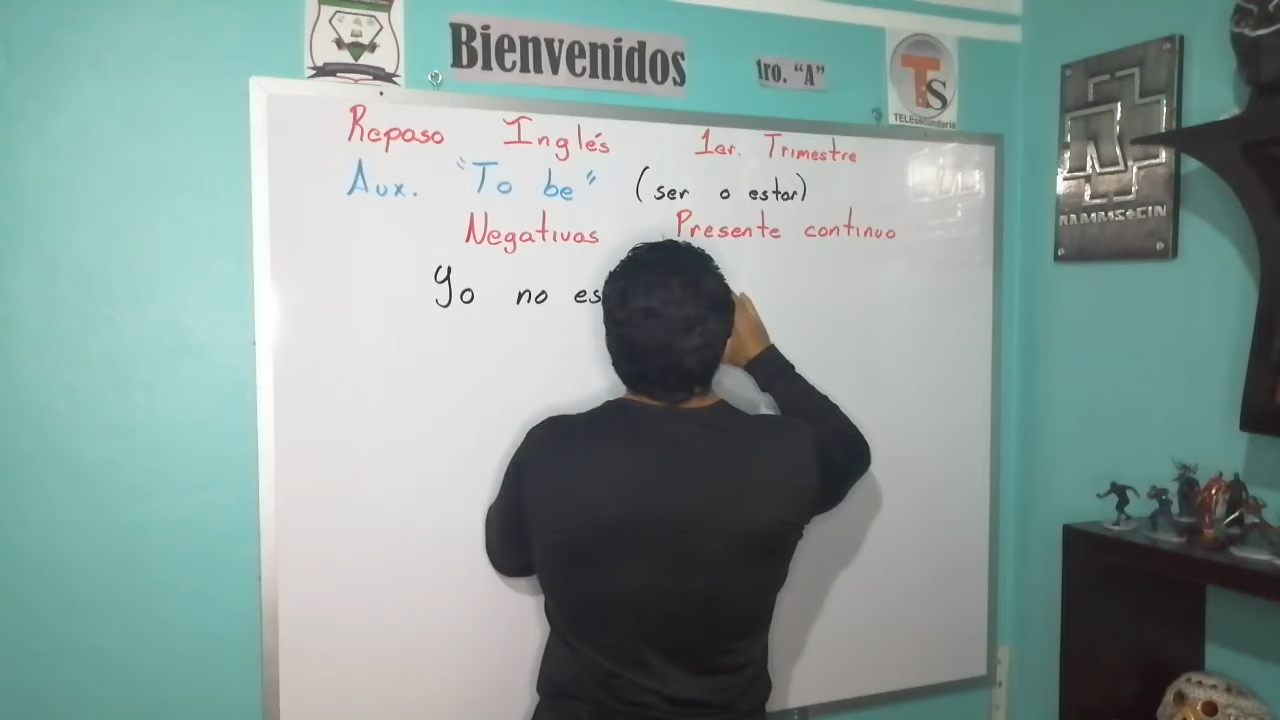 Bienvenidos 1ro. "A"
TS
TELEsecundaria
Repaso Inglés 1er. Trimestre
Aux. "To be" (ser o estar)
Negativas Presente continuo
Yo no es
RAMMSTEIN